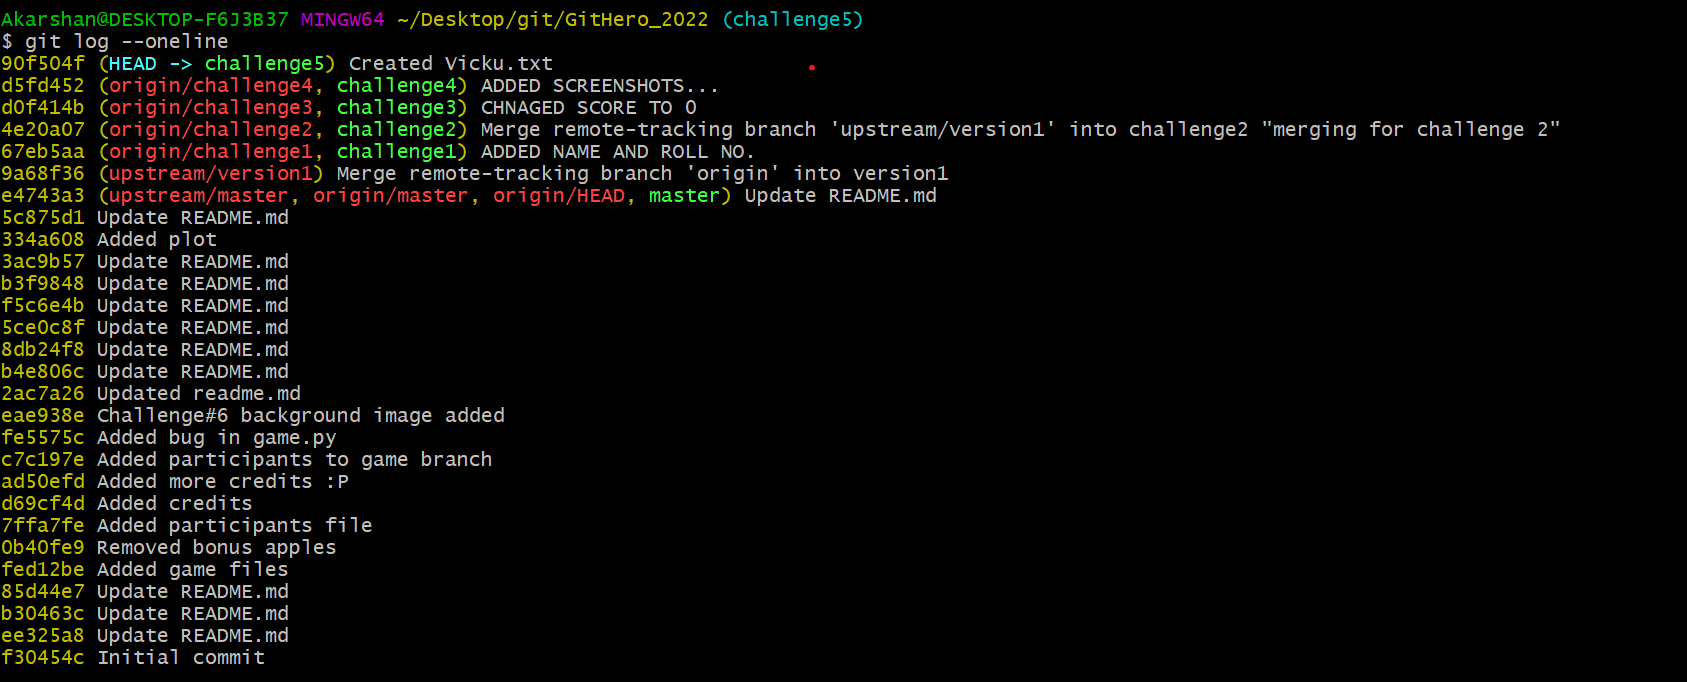 Akarshan@DESKTOP-F6J3B37 MINGW64 ~/Desktop/git/GitHero_2022 (challenge5)
$ git log --oneline
90f504f (HEAD -> challenge5) Created Vicku.txt
d5fd452 (origin/challenge4, challenge4) ADDED SCREENSHOTS...
d0f414b (origin/challenge3, challenge3) CHNAGED SCORE TO 0
4e20a07 (origin/challenge2, challenge2) Merge remote-tracking branch 'upstream/version1' into challenge2 "merging for challenge 2"
67eb5aa (origin/challenge1, challenge1) ADDED NAME AND ROLL NO.
9a68f36 (upstream/version1) Merge remote-tracking branch 'origin' into version1
e4743a3 (upstream/master, origin/master, origin/HEAD, master) Update README.md
5c875d1 Update README.md
334a608 Added plot
3ac9b57 Update README.md
b3f9848 Update README.md
f5c6e4b Update README.md
5ce0c8f Update README.md
8db24f8 Update README.md
b4e806c Update README.md
2ac7a26 Updated readme.md
eae938e Challenge#6 background image added
fe5575c Added bug in game.py
c7c197e Added participants to game branch
ad50efd Added more credits :P
d69cf4d Added credits
7ffa7fe Added participants file
0b40fe9 Removed bonus apples
fed12be Added game files
85d44e7 Update README.md
b30463c Update README.md
ee325a8 Update README.md
f30454c Initial commit